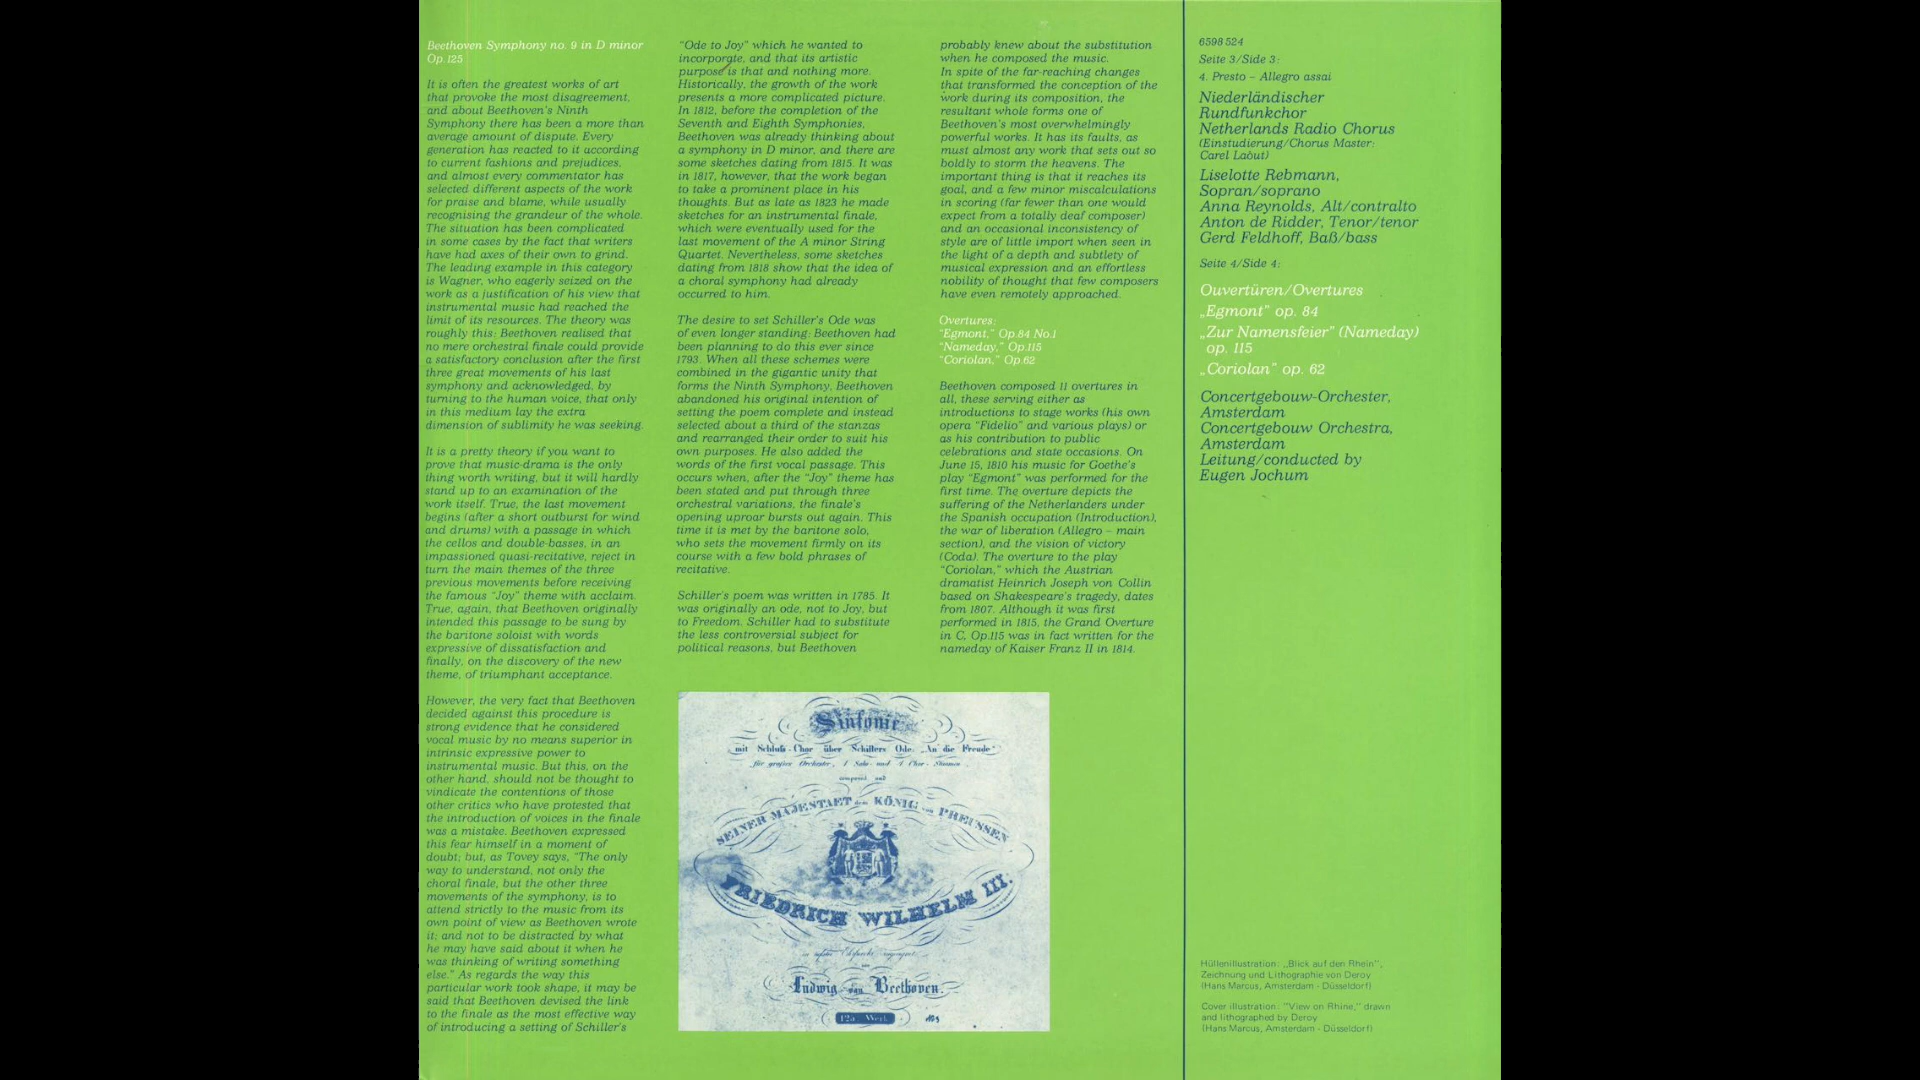 Beethoven Symphony no. 9 in D minor
Op. 125
It is often the greatest works of art
that provoke the most disagreement,
and about Beethoven's Ninth
Symphony there has been a more than
average amount of dispute. Every
generation has reacted to it according
to current fashions and prejudices,
and almost every commentator has
selected different aspects of the work
for praise and blame, while usually
recognising the grandeur of the whole.
The situation has been complicated
in some cases by the fact that writers
have had axes of their own to grind.
The leading example in this category
is Wagner, who eagerly seized on the
work as a justification of his view that
instrumental music had reached the
limit of its resources. The theory was
roughly this: Beethoven realised that
no mere orchestral finale could provide
a satisfactory conclusion after the first
three great movements of his last
symphony and acknowledged, by
turning to the human voice, that only
in this medium lay the extra
dimension of sublimity he was seeking.
It is a pretty theory if you want to
prove that music-drama is the only
thing worth writing, but it will hardly
stand up to an examination of the
work itself. True, the last movement
begins (after a short outburst for wind
and drums) with a passage in which
the cellos and double-basses, in an
impassioned quasi-recitative, reject in
turn the main themes of the three
previous movements before receiving
the famous "Joy" theme with acclaim.
True, again, that Beethoven originally
intended this passage to be sung by
the baritone soloist with words
expressive of dissatisfaction and
finally, on the discovery of the new
theme, of triumphant acceptance.
However, the very fact that Beethoven
decided against this procedure is
strong evidence that he considered
vocal music by no means superior in
intrinsic expressive power to
instrumental music. But this, on the
other hand, should not be thought to
vindicate the contentions of those
other critics who have protested that
the introduction of voices in the finale
was a mistake. Beethoven expressed
this fear himself in a moment of
doubt; but, as Tovey says, "The only
way to understand, not only the
choral finale, but the other three
movements of the symphony, is to
attend strictly to the music from its
own point of view as Beethoven wrote
it; and not to be distracted by what
he may have said about it when he
was thinking of writing something
else." As regards the way this
particular work took shape, it may be
said that Beethoven devised the link
to the finale as the most effective way
of introducing a setting of Schiller's
"Ode to Joy" which he wanted to
incorporate, and that its artistic
purpose is that and nothing more.
Historically, the growth of the work
presents a more complicated picture.
In 1812, before the completion of the
Seventh and Eighth Symphonies,
Beethoven was already thinking about
a symphony in D minor, and there are
some sketches dating from 1815. It was
in 1817, however, that the work began
to take a prominent place in his
thoughts. But as late as 1823 he made
sketches for an instrumental finale,
which were eventually used for the
last movement of the A minor String
Quartet. Nevertheless, some sketches
dating from 1818 show that the idea of
a choral symphony had already
occurred to him.
The desire to set Schiller's Ode was
of even longer standing: Beethoven had
been planning to do this ever since
1793. When all these schemes were
combined in the gigantic unity that
forms the Ninth Symphony, Beethoven
abandoned his original intention of
setting the poem complete and instead
selected about a third of the stanzas
and rearranged their order to suit his
own purposes. He also added the
words of the first vocal passage. This
occurs when, after the "Joy" theme has
been stated and put through three
orchestral variations, the finale's
opening uproar bursts out again. This
time it is met by the baritone solo,
who sets the movement firmly on its
course with a few bold phrases of
recitative.
Schiller's poem was written in 1785. It
was originally an ode, not to Joy, but
to Freedom. Schiller had to substitute
the less controversial subject for
political reasons, but Beethoven
probably knew about the substitution
when he composed the music.
In spite of the far-reaching changes
that transformed the conception of the
work during its composition, the
resultant whole forms one of
Beethoven's most overwhelmingly
powerful works. It has its faults, as
must almost any work that sets out so
boldly to storm the heavens. The
important thing is that it reaches its
goal, and a few minor miscalculations
in scoring (far fewer than one would
expect from a totally deaf composer)
and an occasional inconsistency of
style are of little import when seen in
the light of a depth and subtlety of
musical expression and an effortless
nobility of thought that few composers
have even remotely approached.
Overtures:
"Egmont," Op.84 No.1
"Nameday," Op.115
"Coriolan," Op.62
Beethoven composed 11 overtures in
all, these serving either as
introductions to stage works (his own
opera "Fidelio" and various plays) or
as his contribution to public
celebrations and state occasions. On
June 15, 1810 his music for Goethe's
play "Egmont" was performed for the
first time. The overture depicts the
suffering of the Netherlanders under
the Spanish occupation (Introduction),
the war of liberation (Allegro – main
section), and the vision of victory
(Coda). The overture to the play
"Coriolan," which the Austrian
dramatist Heinrich Joseph von Collin
based on Shakespeare's tragedy, dates
from 1807. Although it was first
performed in 1815, the Grand Overture
in C, Op.115 was in fact written for the
nameday of Kaiser Franz II in 1814.
Sinfonie
mit Schluß-Chor über Schillers Ode: „An die Freude"
für großes Orchester, 4 Solo- und 4 Chor-Stimmen
componirt und
SEINER MAJESTAET dem KÖNIG von PREUSSEN
FRIEDRICH WILHELM III.
in tiefster Ehrfurcht zugeeignet
von
Ludwig van Beethoven.
125s Werk
6598 524
Seite 3/Side 3:
4. Presto – Allegro assai
Niederländischer
Rundfunkchor
Netherlands Radio Chorus
(Einstudierung/Chorus Master:
Carel Laòut)
Liselotte Rebmann,
Sopran/soprano
Anna Reynolds, Alt/contralto
Anton de Ridder, Tenor/tenor
Gerd Feldhoff, Baß/bass
Seite 4/Side 4:
Ouvertüren/Overtures
„Egmont" op. 84
„Zur Namensfeier" (Nameday)
op. 115
„Coriolan" op. 62
Concertgebouw-Orchester,
Amsterdam
Concertgebouw Orchestra,
Amsterdam
Leitung/conducted by
Eugen Jochum
Hüllenillustration: „Blick auf den Rhein",
Zeichnung und Lithographie von Deroy
(Hans Marcus, Amsterdam - Düsseldorf)
Cover illustration: "View on Rhine," drawn
and lithographed by Deroy
(Hans Marcus, Amsterdam - Düsseldorf)